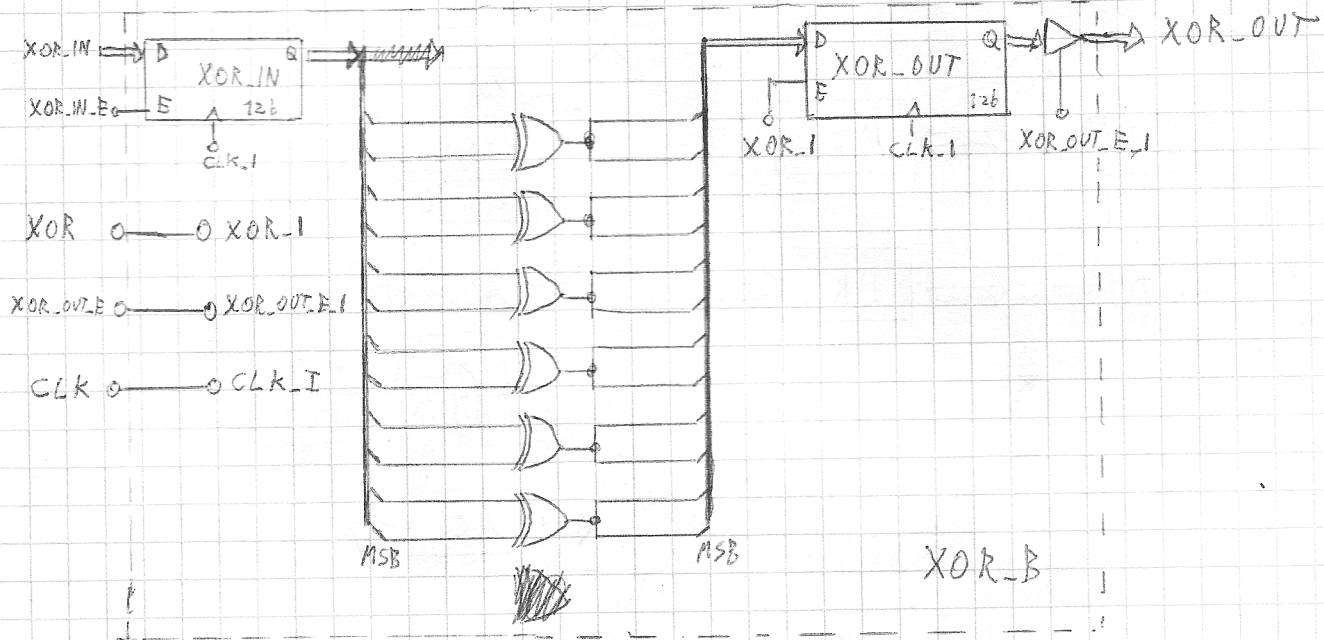 XOR_IN
D
Q
XOR_IN
XOR_IN_E
E
12b
CLK_I
D
Q
XOR_OUT
XOR_OUT
E
12b
XOR_I
CLK_I
XOR_OUT_E_I
XOR
XOR_I
XOR_OUT_E
XOR_OUT_E_I
CLK
CLK_I
MSB
MSB
XOR_B